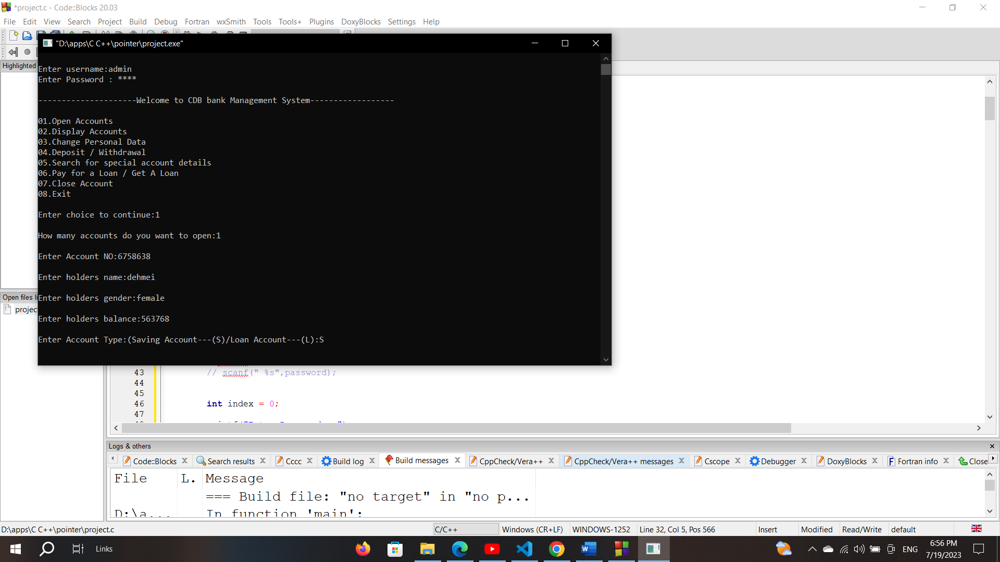 *project.c - Code::Blocks 20.03
File Edit View Search Project Build Debug Fortran wxSmith Tools Tools+ Plugins DoxyBlocks Settings Help
"D:\apps\C C++\pointer\project.exe"
Highlighted
Enter username:admin
Enter Password : ****
---------------------Welcome to CDB bank Management System------------------
01.Open Accounts
02.Display Accounts
03.Change Personal Data
04.Deposit / Withdrawal
05.Search for special account details
06.Pay for a Loan / Get A Loan
07.Close Account
08.Exit
Enter choice to continue:1
How many accounts do you want to open:1
Enter Account NO:6758638
Enter holders name:dehmei
Open files li
Enter holders gender:female
projec
Enter holders balance:563768
Enter Account Type:(Saving Account---(S)/Loan Account---(L):S
43 // scanf(" %s",password);
44
45
46 int index = 0;
47
Logs & others
Code::Blocks Search results Cccc Build log Build messages CppCheck/Vera++ CppCheck/Vera++ messages Cscope Debugger DoxyBlocks Fortran info Close
File L. Message
=== Build file: "no target" in "no p...
D:\a... In function 'main':
D:\apps\C C++\pointer\project.c C/C++ Windows (CR+LF) WINDOWS-1252 Line 32, Col 5, Pos 566 Insert Modified Read/Write default
Links ENG 6:56 PM
7/19/2023